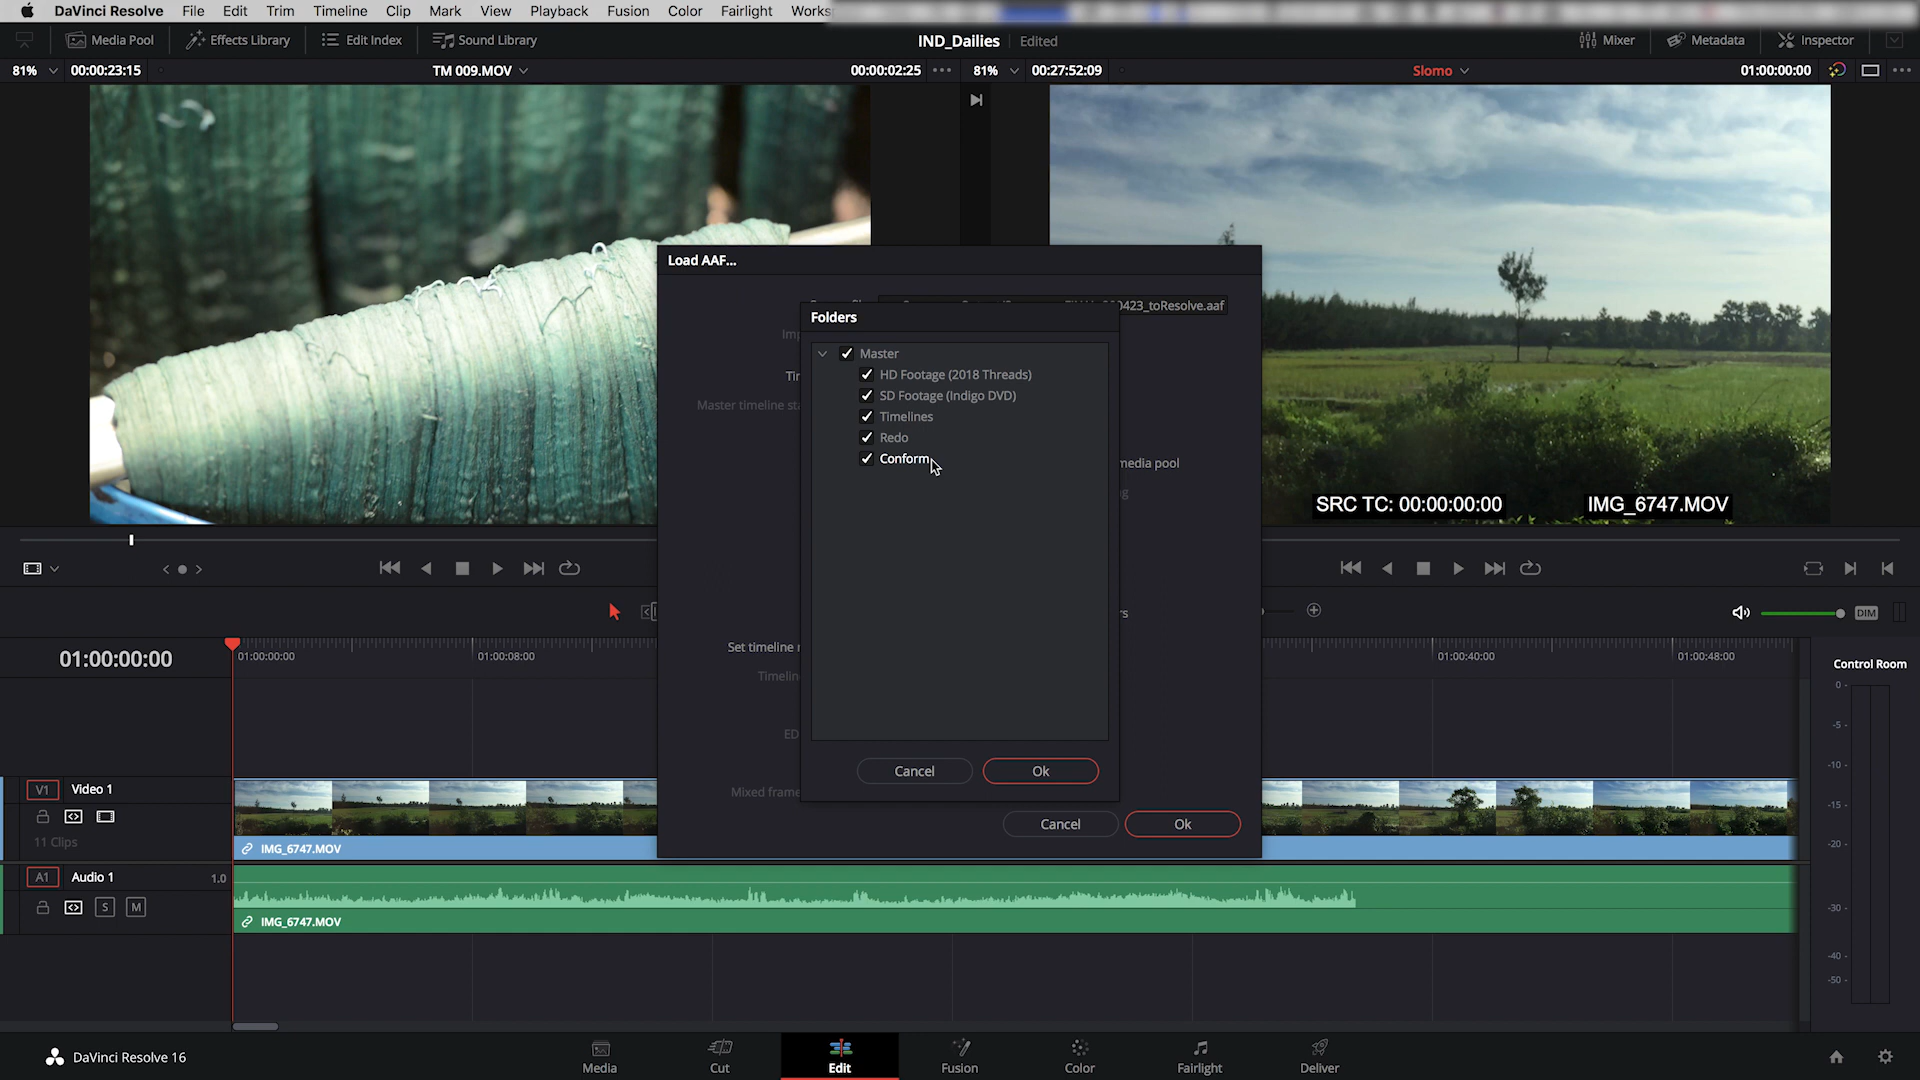 DaVinci Resolve File Edit Trim Timeline Clip Mark View Playback Fusion Color Fairlight Works
Media Pool Effects Library Edit Index Sound Library IND_Dailies Edited Mixer Metadata Inspector
81% 00:00:23:15 TM 009.MOV 00:00:02:25 81% 00:27:52:09 Slomo 01:00:00:00
Load AAF...
423_toResolve.aaf
Folders
Master
HD Footage (2018 Threads)
Tir
SD Footage (Indigo DVD)
Master timeline sta
Timelines
Redo
Conform
media pool
SRC TC: 00:00:00:00 IMG_6747.MOV
DIM
Set timeline r
01:00:00:00 01:00:00:00 01:00:08:00 01:00:40:00 01:00:48:00
Control Room
Timelin
0
-5
-10
-15
-20
-30
-40
-50
ED
Cancel Ok
Mixed frame
Cancel Ok
V1 Video 1
11 Clips
IMG_6747.MOV
A1 Audio 1 1.0
S M
IMG_6747.MOV
DaVinci Resolve 16 Media Cut Edit Fusion Color Fairlight Deliver